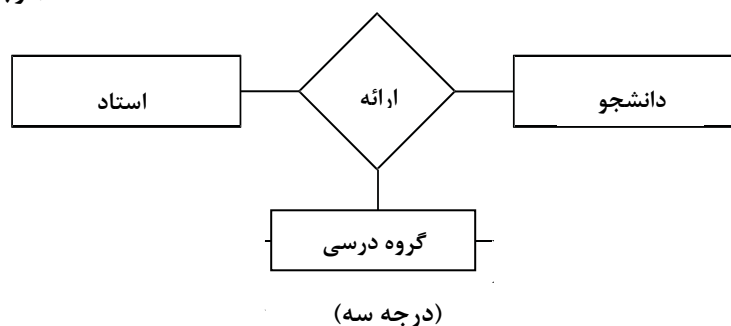 دانشجو
ارائه
استاد
گروه درسی
(درجه سه)